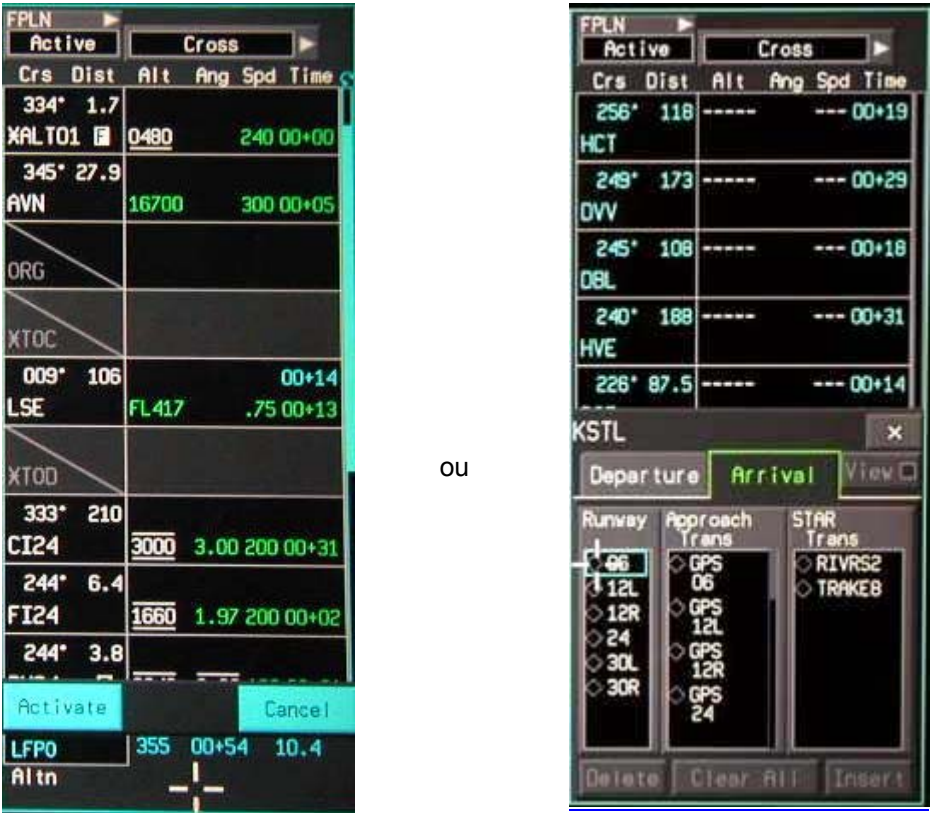 FPLN
Active Cross
Crs Dist Alt Ang Spd Time
334° 1.7
XALTO1 F 0480 240 00+00
345° 27.9
AVN 16700 300 00+05
ORG
XTOC
009° 106 00+14
LSE FL417 .75 00+13
XTOD
333° 210
CI24 3000 3.00 200 00+31
244° 6.4
FI24 1660 1.97 200 00+02
244° 3.8
Activate Cancel
LFPO 355 00+54 10.4
Altn
ou
FPLN
Active Cross
Crs Dist Alt Ang Spd Time
256° 118 ----- --- 00+19
HCT
249° 173 ----- --- 00+29
DVV
245° 108 ----- --- 00+18
DBL
240° 188 ----- --- 00+31
HVE
226° 87.5 ----- --- 00+14
KSTL ×
Departure Arrival View
Runway
06
12L
12R
24
30L
30R
Approach
Trans
GPS
06
GPS
12L
GPS
12R
GPS
24
STAR
Trans
RIVRS2
TRAKE8
Delete Clear All Insert